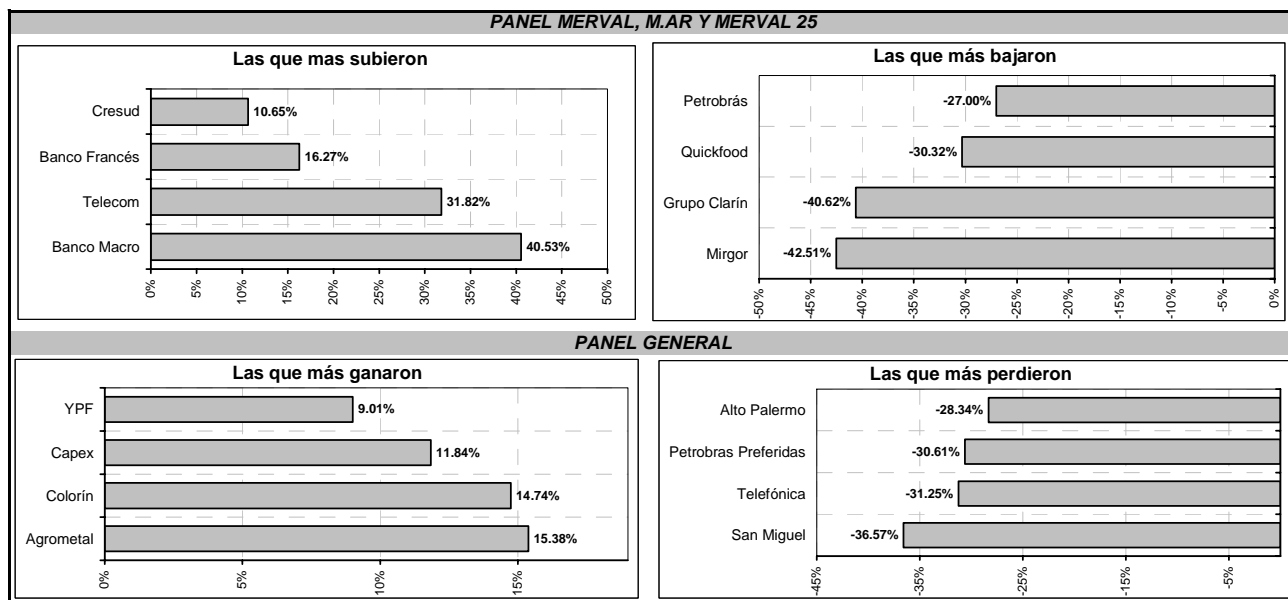 PANEL MERVAL, M.AR Y MERVAL 25
Las que mas subieron
Cresud
10.65%
Banco Francés
16.27%
Telecom
31.82%
Banco Macro
40.53%
0%
5%
10%
15%
20%
25%
30%
35%
40%
45%
50%
Las que más bajaron
Petrobrás
-27.00%
Quickfood
-30.32%
Grupo Clarín
-40.62%
Mirgor
-42.51%
-50%
-45%
-40%
-35%
-30%
-25%
-20%
-15%
-10%
-5%
0%
PANEL GENERAL
Las que más ganaron
YPF
9.01%
Capex
11.84%
Colorín
14.74%
Agrometal
15.38%
0%
5%
10%
15%
Las que más perdieron
Alto Palermo
-28.34%
Petrobras Preferidas
-30.61%
Telefónica
-31.25%
San Miguel
-36.57%
-45%
-35%
-25%
-15%
-5%